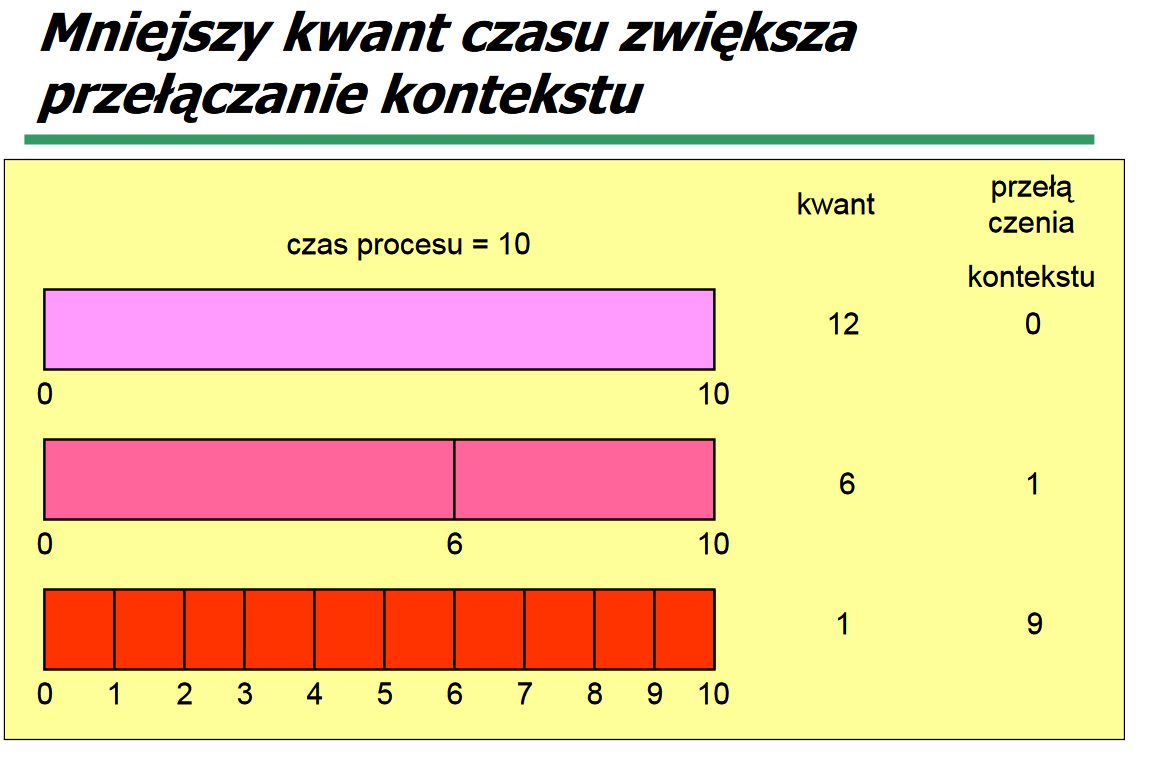 Mniejszy kwant czasu zwiększa
przełączanie kontekstu
kwant
przełą
czenia
kontekstu
czas procesu = 10
12 0
0 10
6 1
0 6 10
1 9
0 1 2 3 4 5 6 7 8 9 10